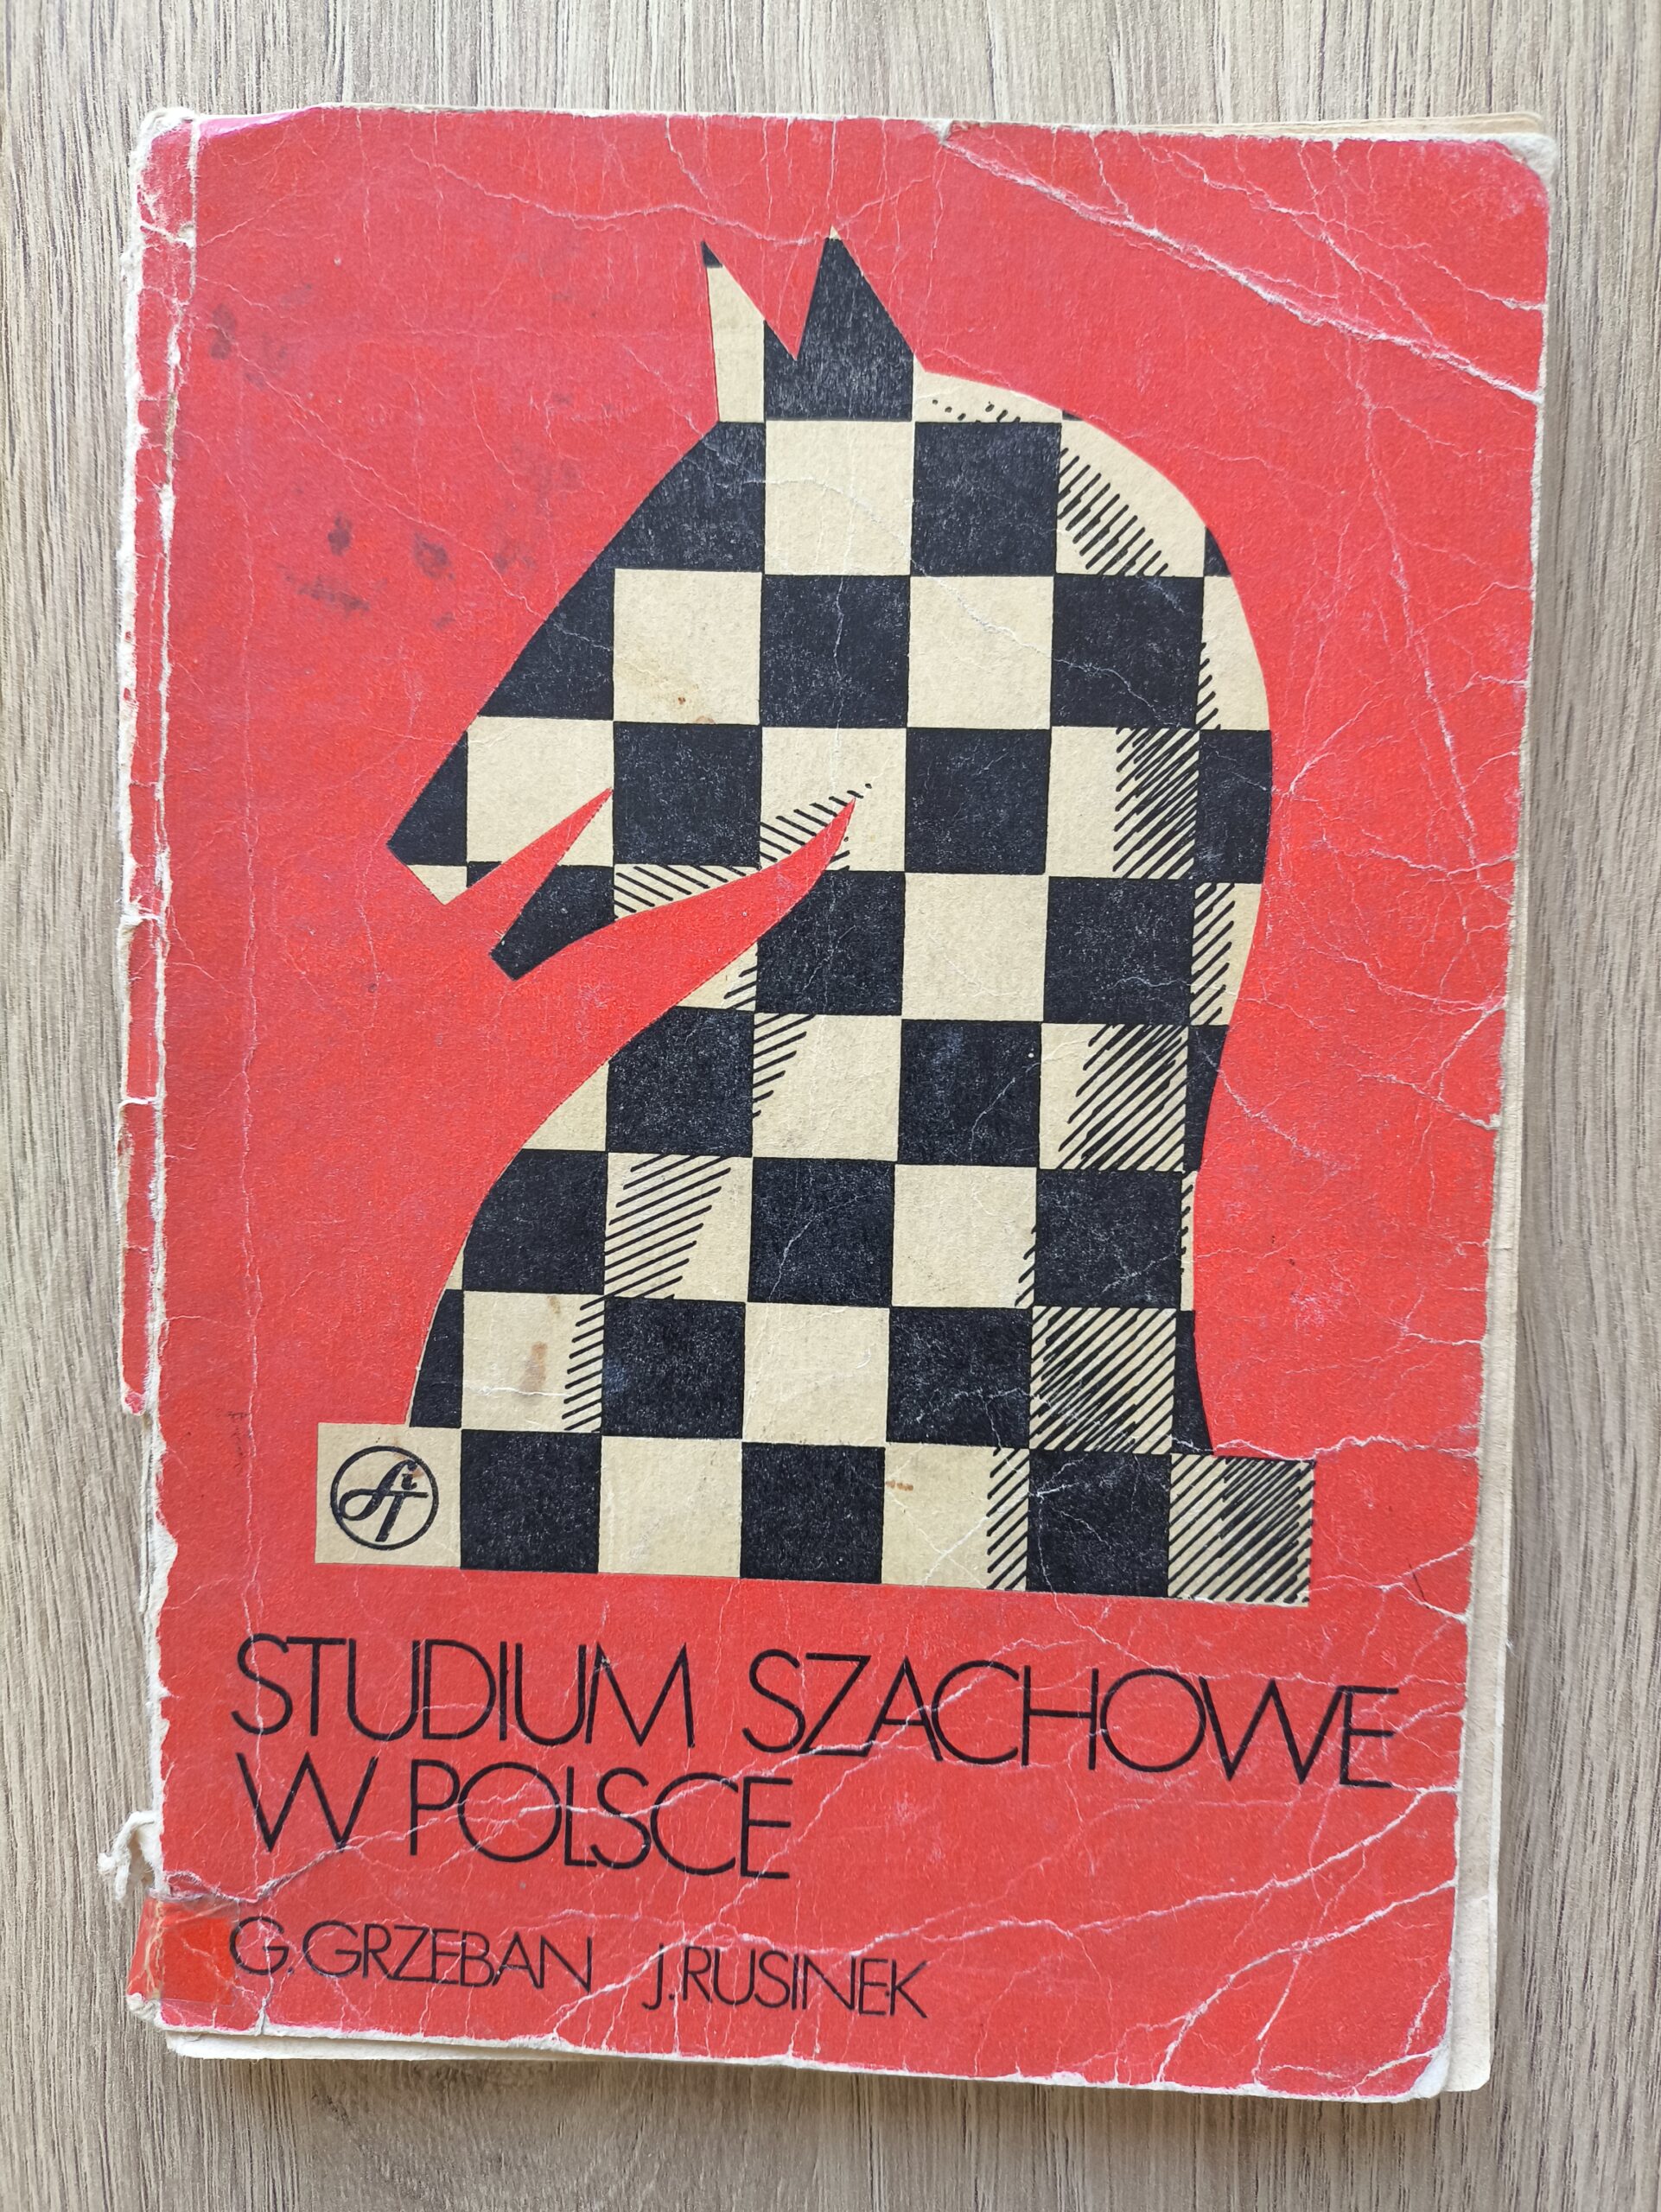 STUDIUM SZACHOWE
W POLSCE
G.GRZEBAN J.RUSINEK